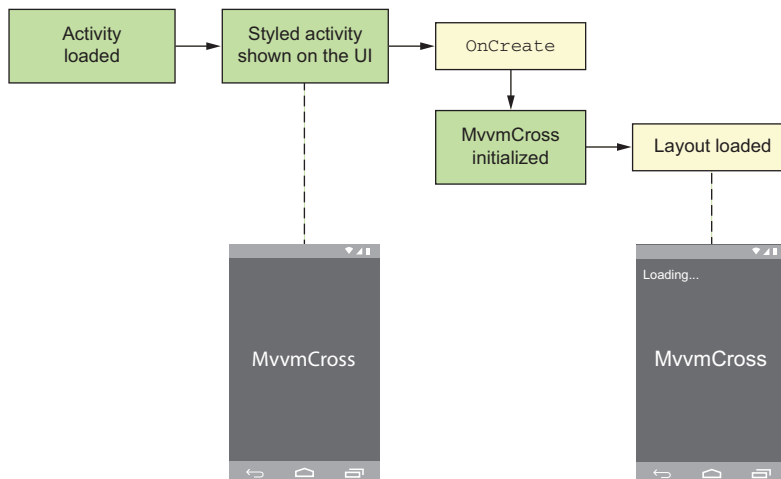 Activity
loaded
Styled activity
shown on the UI
OnCreate
MvvmCross
initialized
Layout loaded
MvvmCross
Loading...
MvvmCross